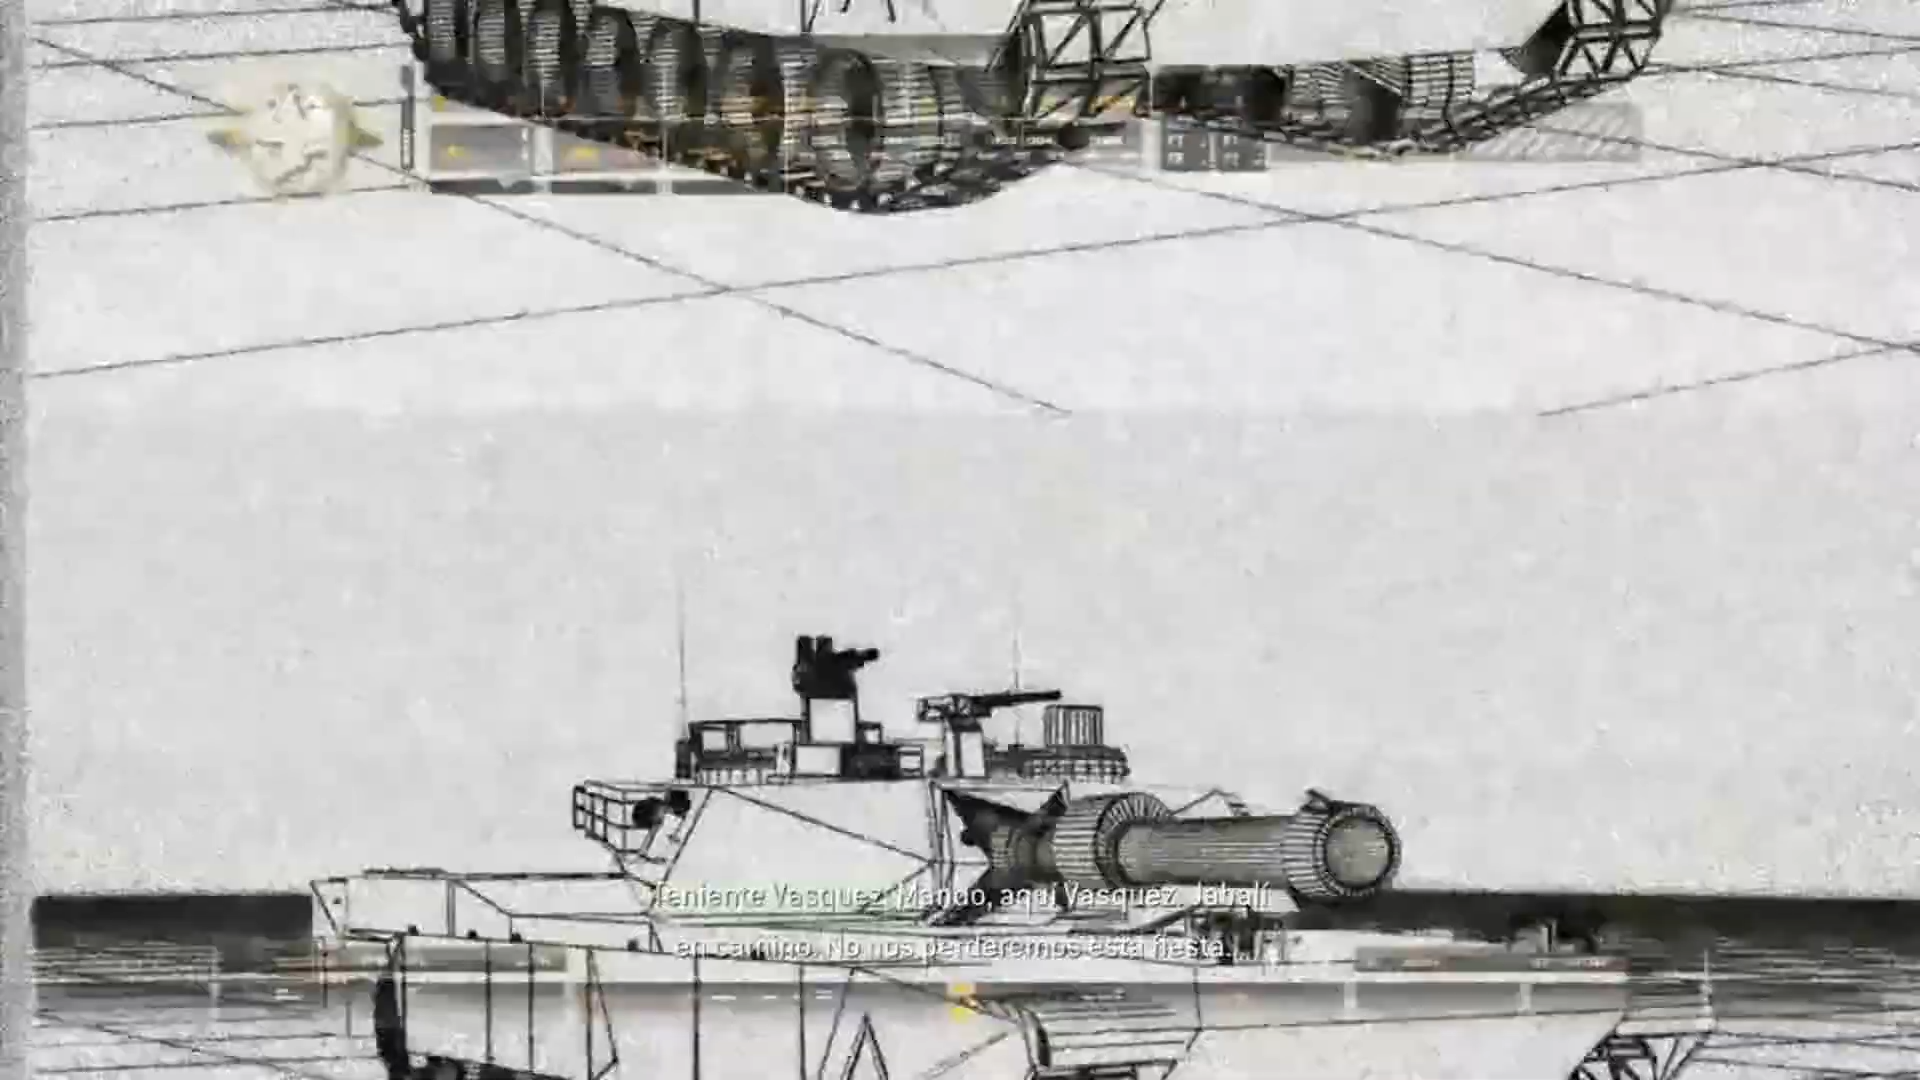 Teniente Vasquez: Mando, aquí Vasquez. Jabalí
en camino. No nos perderemos esta fiesta.